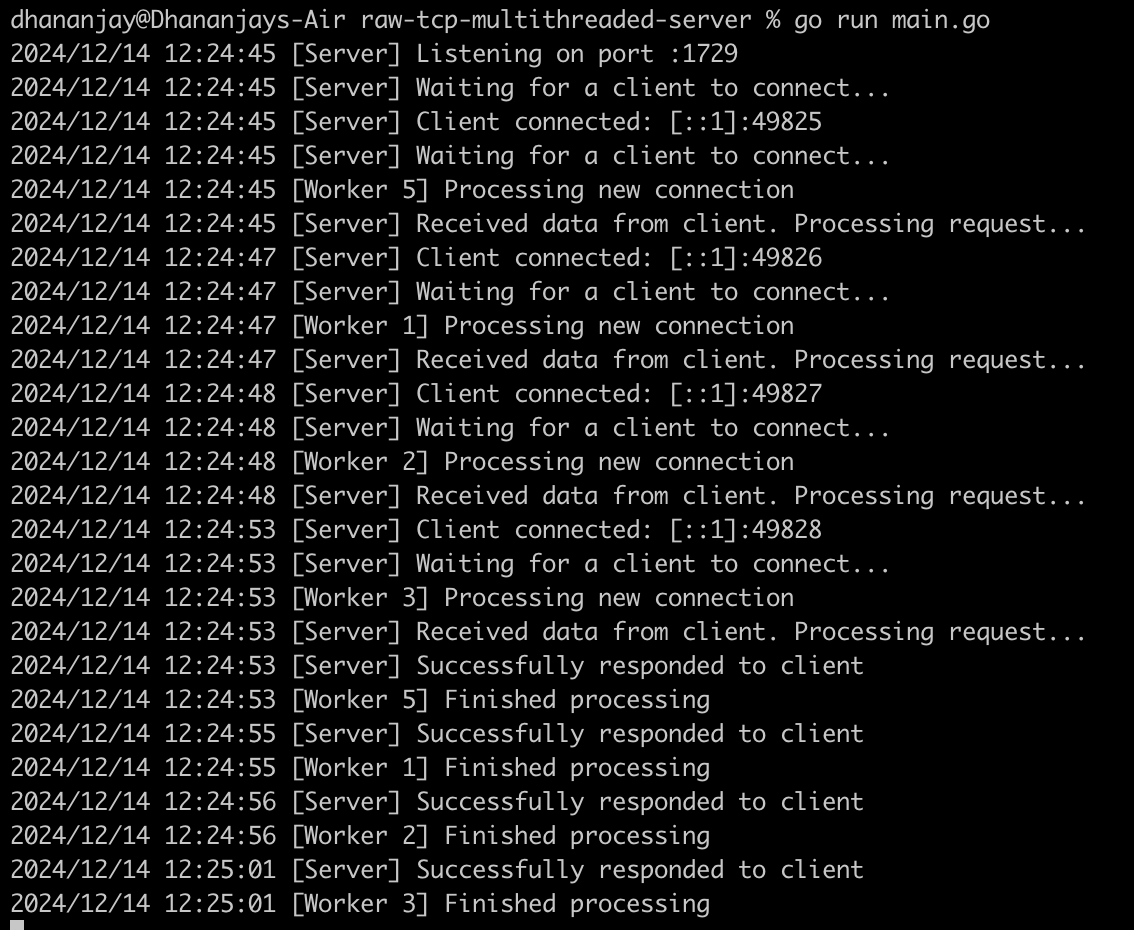 dhananjay@Dhananjays-Air raw-tcp-multithreaded-server % go run main.go
2024/12/14 12:24:45 [Server] Listening on port :1729
2024/12/14 12:24:45 [Server] Waiting for a client to connect...
2024/12/14 12:24:45 [Server] Client connected: [::1]:49825
2024/12/14 12:24:45 [Server] Waiting for a client to connect...
2024/12/14 12:24:45 [Worker 5] Processing new connection
2024/12/14 12:24:45 [Server] Received data from client. Processing request...
2024/12/14 12:24:47 [Server] Client connected: [::1]:49826
2024/12/14 12:24:47 [Server] Waiting for a client to connect...
2024/12/14 12:24:47 [Worker 1] Processing new connection
2024/12/14 12:24:47 [Server] Received data from client. Processing request...
2024/12/14 12:24:48 [Server] Client connected: [::1]:49827
2024/12/14 12:24:48 [Server] Waiting for a client to connect...
2024/12/14 12:24:48 [Worker 2] Processing new connection
2024/12/14 12:24:48 [Server] Received data from client. Processing request...
2024/12/14 12:24:53 [Server] Client connected: [::1]:49828
2024/12/14 12:24:53 [Server] Waiting for a client to connect...
2024/12/14 12:24:53 [Worker 3] Processing new connection
2024/12/14 12:24:53 [Server] Received data from client. Processing request...
2024/12/14 12:24:53 [Server] Successfully responded to client
2024/12/14 12:24:53 [Worker 5] Finished processing
2024/12/14 12:24:55 [Server] Successfully responded to client
2024/12/14 12:24:55 [Worker 1] Finished processing
2024/12/14 12:24:56 [Server] Successfully responded to client
2024/12/14 12:24:56 [Worker 2] Finished processing
2024/12/14 12:25:01 [Server] Successfully responded to client
2024/12/14 12:25:01 [Worker 3] Finished processing